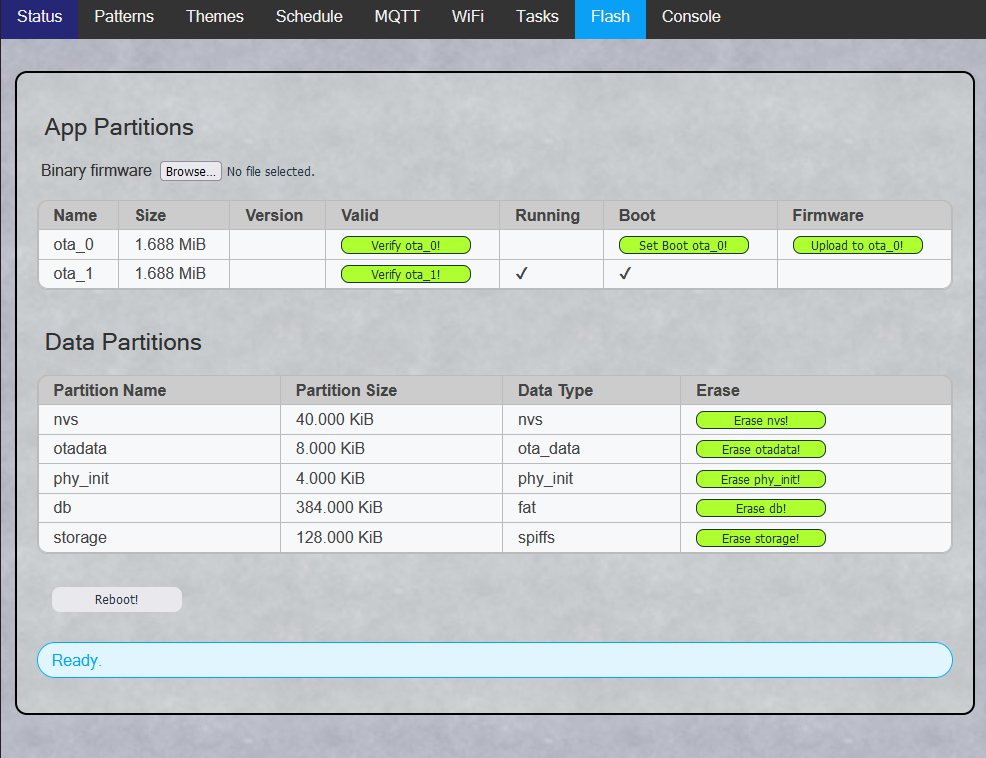 Status Patterns Themes Schedule MQTT WiFi Tasks Flash Console
App Partitions
Binary firmware Browse... No file selected.
Name Size Version Valid Running Boot Firmware
ota_0 1.688 MiB Verify ota_0! Set Boot ota_0! Upload to ota_0!
ota_1 1.688 MiB Verify ota_1! ✓ ✓
Data Partitions
Partition Name Partition Size Data Type Erase
nvs 40.000 KiB nvs Erase nvs!
otadata 8.000 KiB ota_data Erase otadata!
phy_init 4.000 KiB phy_init Erase phy_init!
db 384.000 KiB fat Erase db!
storage 128.000 KiB spiffs Erase storage!
Reboot!
Ready.